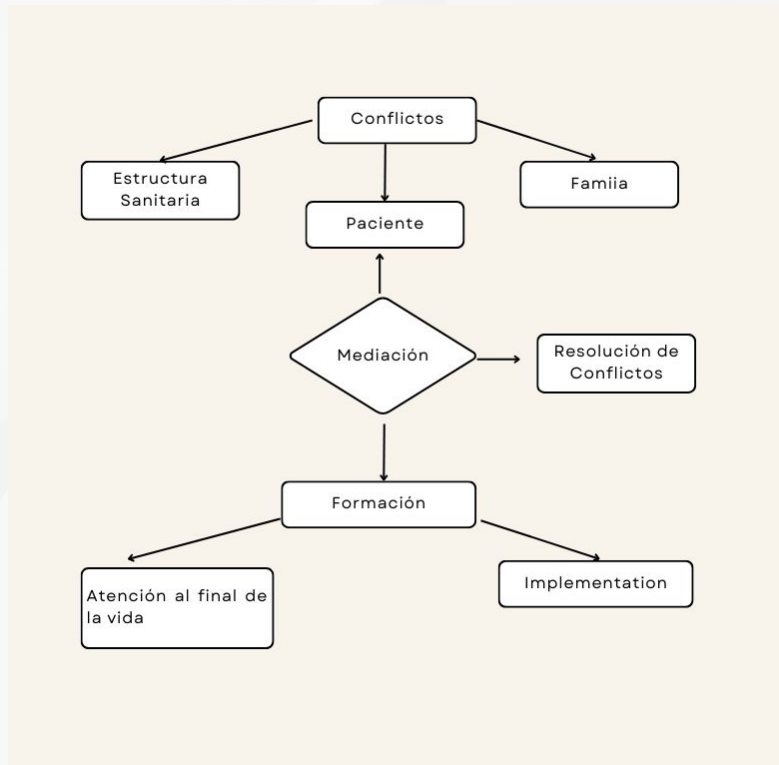 Conflictos
Estructura
Sanitaria
Famiia
Paciente
Mediación
Resolución de
Conflictos
Formación
Atención al final de
la vida
Implementation